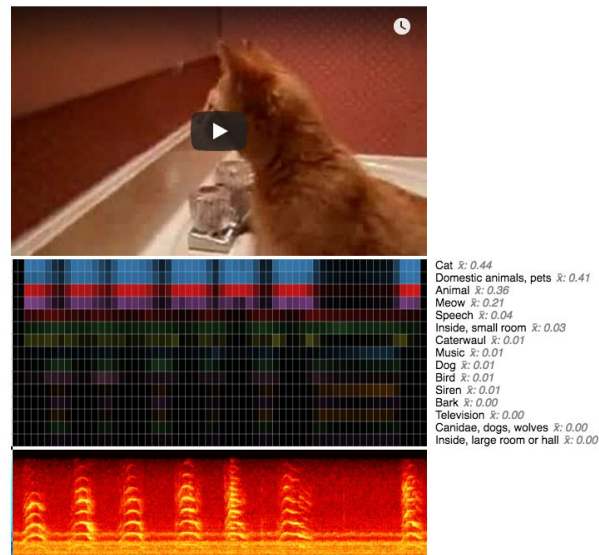 Cat x̃: 0.44
Domestic animals, pets x̃: 0.41
Animal x̃: 0.36
Meow x̃: 0.21
Speech x̃: 0.04
Inside, small room x̃: 0.03
Caterwaul x̃: 0.01
Music x̃: 0.01
Dog x̃: 0.01
Bird x̃: 0.01
Siren x̃: 0.01
Bark x̃: 0.00
Television x̃: 0.00
Canidae, dogs, wolves x̃: 0.00
Inside, large room or hall x̃: 0.00